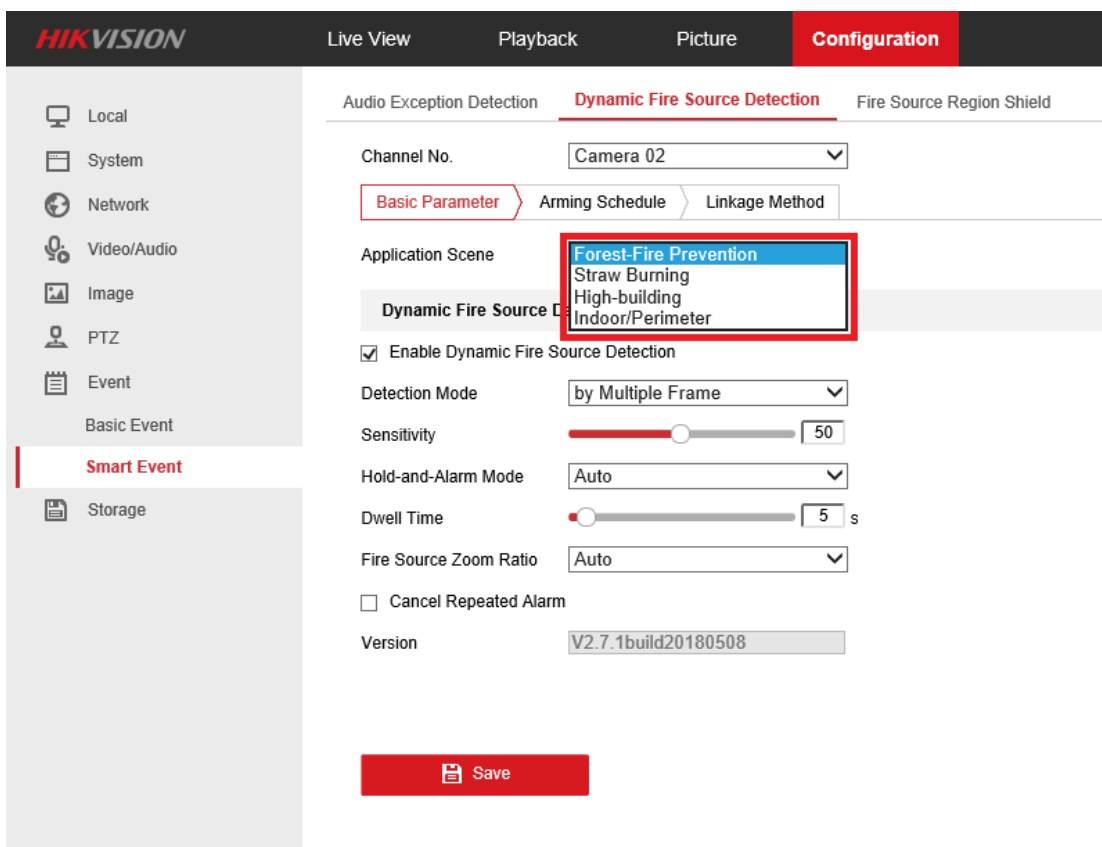 HIKVISION Live View Playback Picture Configuration
Local
System
Network
Video/Audio
Image
PTZ
Event
Basic Event
Smart Event
Storage
Audio Exception Detection Dynamic Fire Source Detection Fire Source Region Shield
Channel No. Camera 02
Basic Parameter Arming Schedule Linkage Method
Application Scene Forest-Fire Prevention
Straw Burning
High-building
Indoor/Perimeter
Dynamic Fire Source
Enable Dynamic Fire Source Detection
Detection Mode by Multiple Frame
Sensitivity 50
Hold-and-Alarm Mode Auto
Dwell Time 5 s
Fire Source Zoom Ratio Auto
Cancel Repeated Alarm
Version V2.7.1build20180508
Save